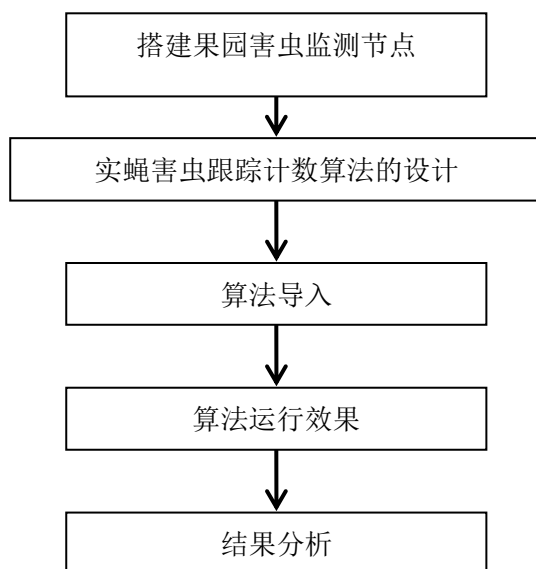 搭建果园害虫监测节点
实蝇害虫跟踪计数算法的设计
算法导入
算法运行效果
结果分析